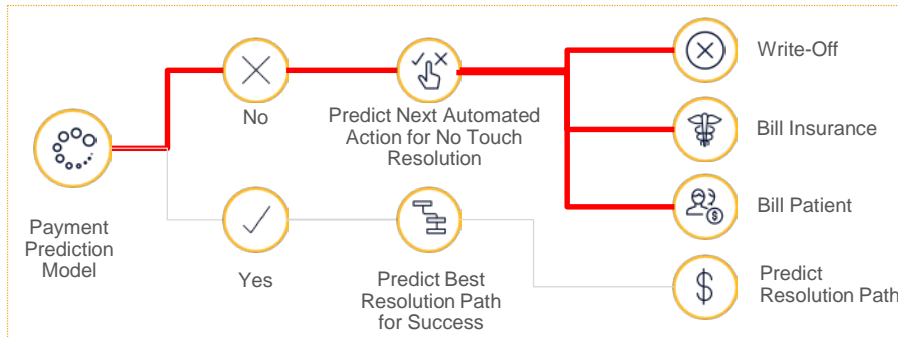 Write-Off
No
Predict Next Automated
Action for No Touch
Resolution
Bill Insurance
Payment
Prediction
Model
Bill Patient
Yes
Predict Best
Resolution Path
for Success
Predict
Resolution Path